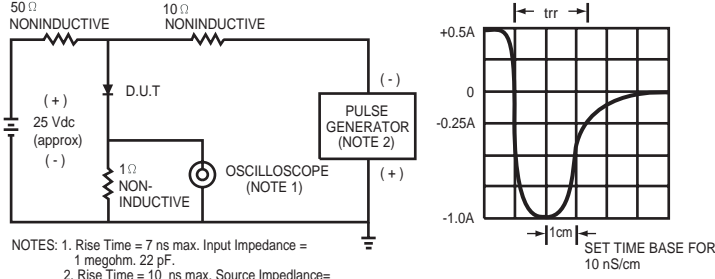 50 Ω
NONINDUCTIVE
10 Ω
NONINDUCTIVE
( + )
25 Vdc
(approx)
( - )
D.U.T
1 Ω
NON-
INDUCTIVE
OSCILLOSCOPE
(NOTE 1)
( - )
PULSE
GENERATOR
(NOTE 2)
( + )
trr
+0.5A
0
-0.25A
-1.0A
1cm
SET TIME BASE FOR
10 nS/cm
NOTES: 1. Rise Time = 7 ns max. Input Impedance =
1 megohm. 22 pF.
2. Rise Time = 10 ns max. Source Impedlance=